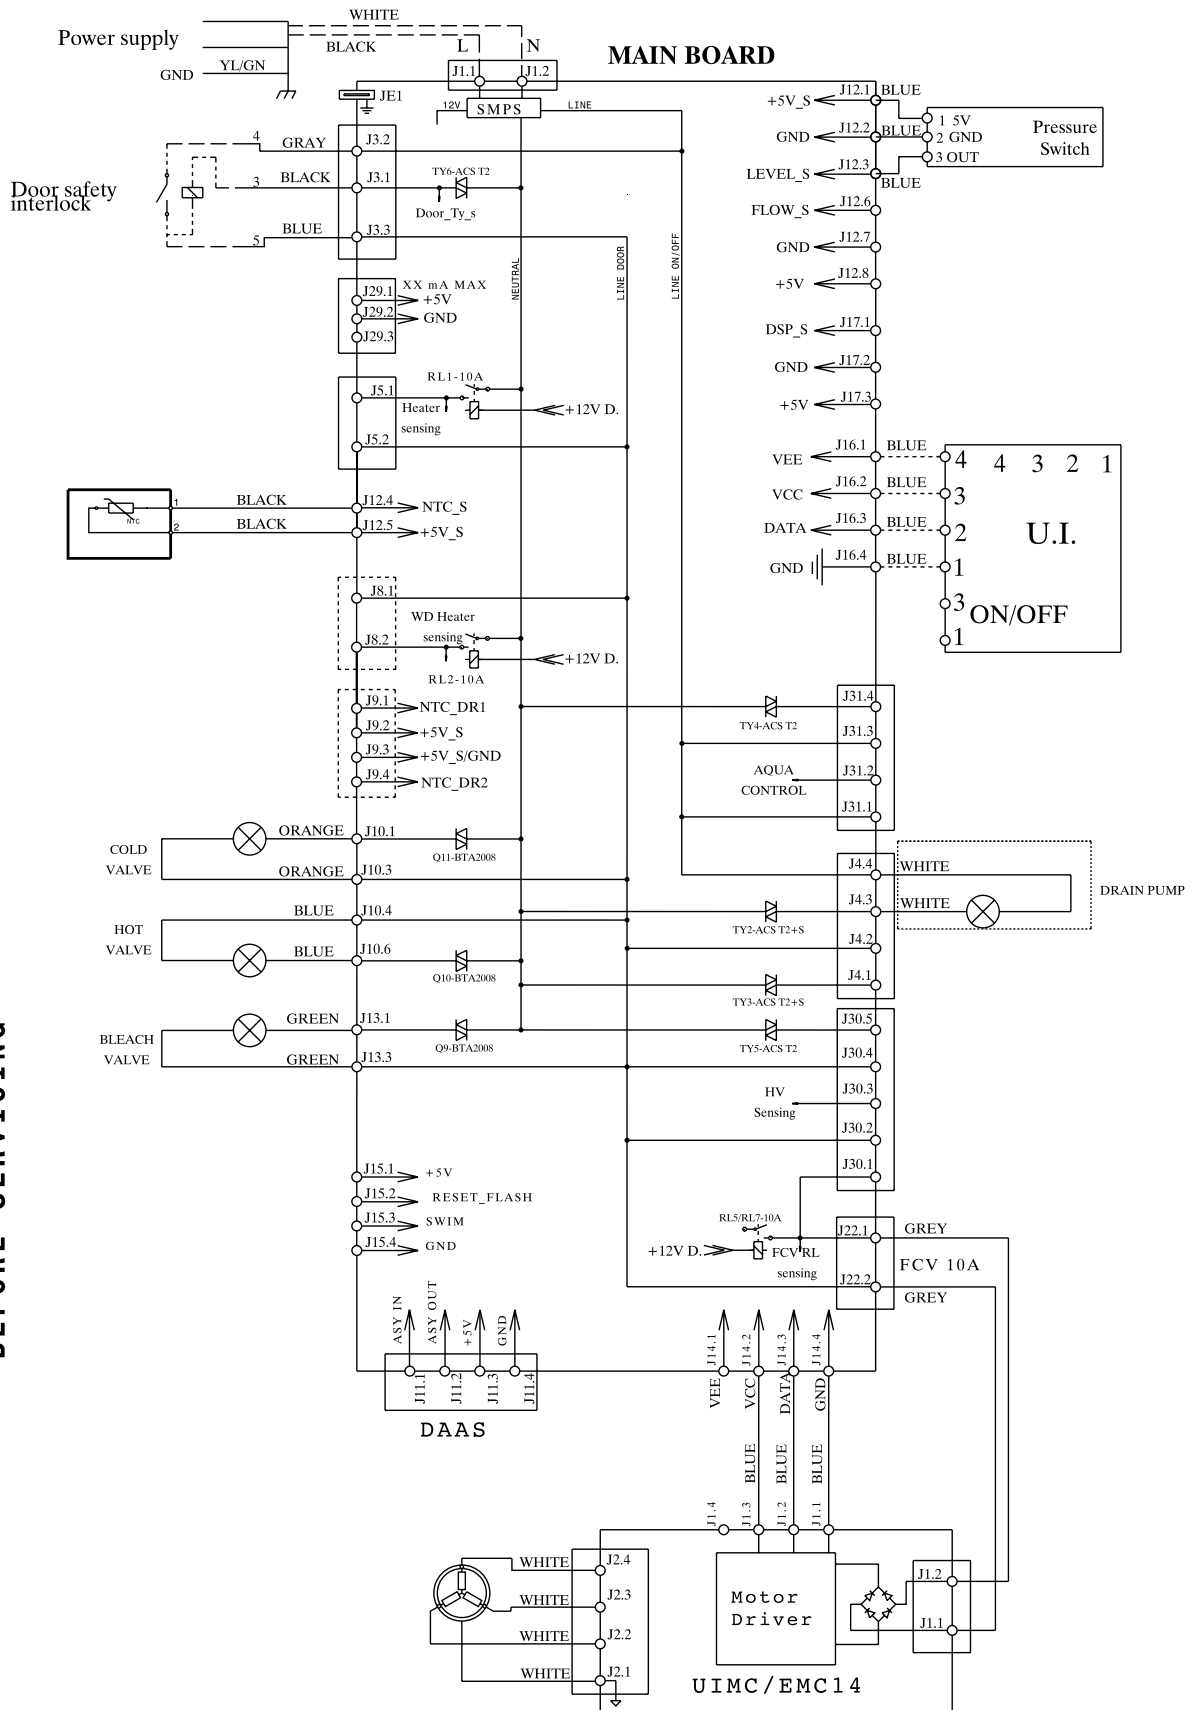 WHITE
Power supply
BLACK
L
N
MAIN BOARD
GND
YL/GN
J1.1
J1.2
JE1
12V
SMPS
LINE
+5V_S
J12.1
BLUE
1 5V
GND
J12.2
BLUE
2 GND
Pressure
Switch
3 OUT
LEVEL_S
J12.3
BLUE
4
GRAY
J3.2
Door safety
interlock
3
BLACK
J3.1
TY6-ACS T2
Door_Ty_s
5
BLUE
J3.3
FLOW_S
J12.6
GND
J12.7
+5V
J12.8
NEUTRAL
LINE DOOR
LINE ON/OFF
J29.1
XX mA MAX
+5V
J29.2
GND
J29.3
DSP_S
J17.1
GND
J17.2
+5V
J17.3
J5.1
RL1-10A
Heater
sensing
+12V D.
J5.2
VEE
J16.1
BLUE
4
4 3 2 1
VCC
J16.2
BLUE
3
DATA
J16.3
BLUE
2
U.I.
GND
J16.4
BLUE
1
3
ON/OFF
1
NTC
1
BLACK
J12.4
NTC_S
2
BLACK
J12.5
+5V_S
J8.1
WD Heater
sensing
J8.2
+12V D.
RL2-10A
J9.1
NTC_DR1
J9.2
+5V_S
J9.3
+5V_S/GND
J9.4
NTC_DR2
TY4-ACS T2
J31.4
J31.3
AQUA
CONTROL
J31.2
J31.1
COLD
VALVE
ORANGE
J10.1
Q11-BTA2008
ORANGE
J10.3
HOT
VALVE
BLUE
J10.4
BLUE
J10.6
Q10-BTA2008
BLEACH
VALVE
GREEN
J13.1
Q9-BTA2008
GREEN
J13.3
J4.4
WHITE
DRAIN PUMP
J4.3
WHITE
TY2-ACS T2+S
J4.2
J4.1
TY3-ACS T2+S
J30.5
TY5-ACS T2
J30.4
HV
Sensing
J30.3
J30.2
J30.1
BEFORE SERVICING
J15.1
+5V
J15.2
RESET_FLASH
J15.3
SWIM
J15.4
GND
RL5/RL7-10A
+12V D.
FCV RL
sensing
J22.1
GREY
FCV 10A
J22.2
GREY
ASY IN
ASY OUT
+5V
GND
J11.1
J11.2
J11.3
J11.4
DAAS
J14.1
J14.2
J14.3
J14.4
VEE
VCC
DATA
GND
BLUE
BLUE
BLUE
J1.4
J1.3
J1.2
J1.1
WHITE
J2.4
WHITE
J2.3
WHITE
J2.2
WHITE
J2.1
Motor
Driver
J1.2
J1.1
UIMC/EMC14